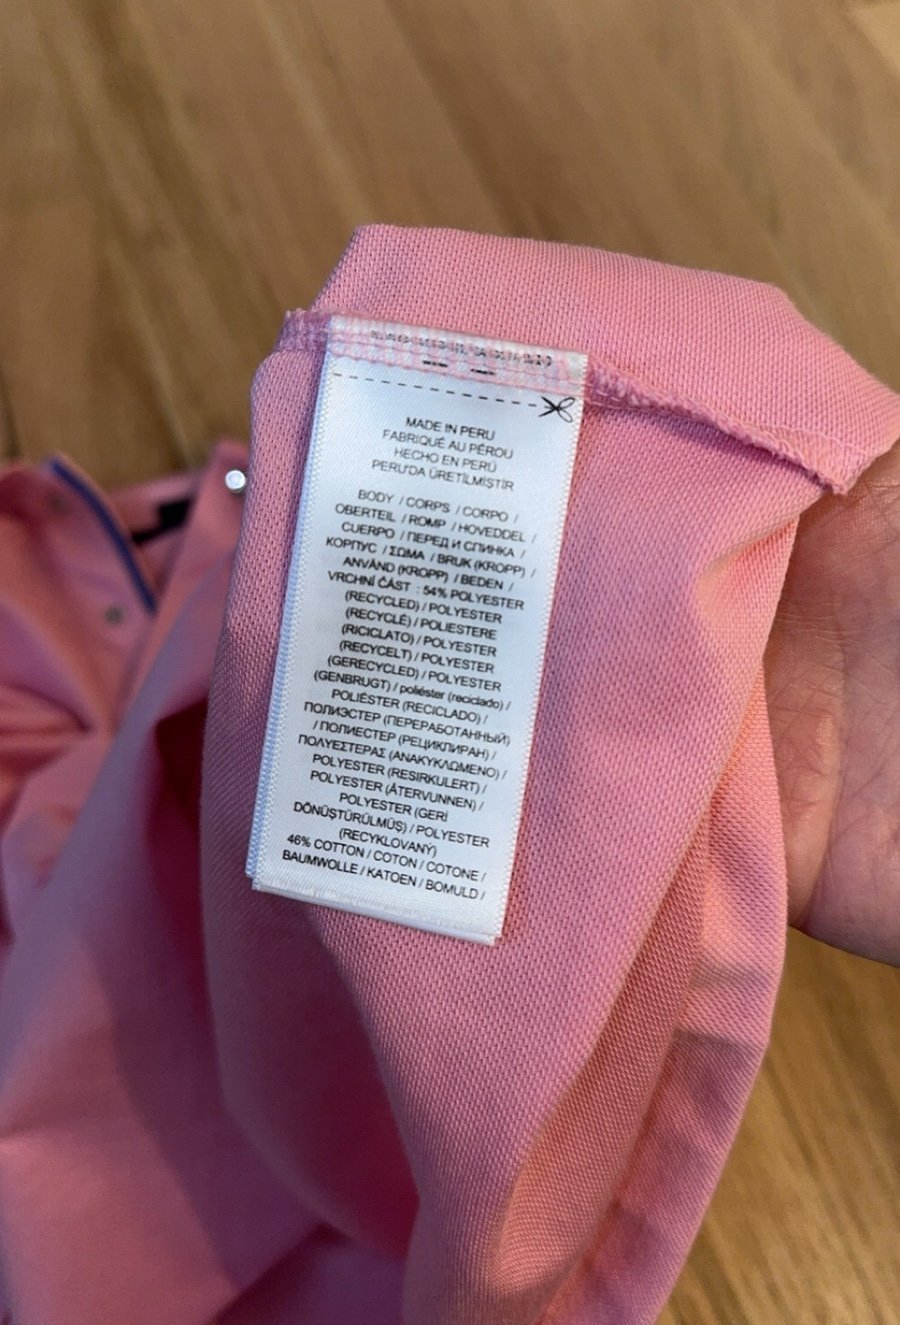 MADE IN PERU
FABRIQUÉ AU PÉROU
HECHO EN PERÚ
PERU'DA ÜRETİLMİSTİR
BODY / CORPS / CORPO /
OBERTEIL / ROMP / HOVEDDEL /
CUERPO / ПЕРЕД И СПИНКА /
КОРПУС / ΣΩΜΑ / BRUK (KROPP) /
ANVÄND (KROPP) / BEDEN /
VRCHNÍ ČÁST : 54% POLYESTER
(RECYCLED) / POLYESTER
(RECYCLÉ) / POLIESTERE
(RICICLATO) / POLYESTER
(RECYCELT) / POLYESTER
(GERECYCLED) / POLYESTER
(GENBRUGT) / poliéster (reciclado) /
POLIÉSTER (RECICLADO) /
ПОЛИЭСТЕР (ПЕРЕРАБОТАННЫЙ)
/ ПОЛИЕСТЕР (РЕЦИКЛИРАН) /
ΠΟΛΥΕΣΤΕΡΑΣ (ΑΝΑΚΥΚΛΩΜΕΝΟ) /
POLYESTER (RESIRKULERT) /
POLYESTER (ÅTERVUNNEN) /
POLYESTER (GERİ
DÖNÜŞTÜRÜLMÜŞ) / POLYESTER
(RECYKLOVANÝ)
46% COTTON / COTON / COTONE /
BAUMWOLLE / KATOEN / BOMULD /